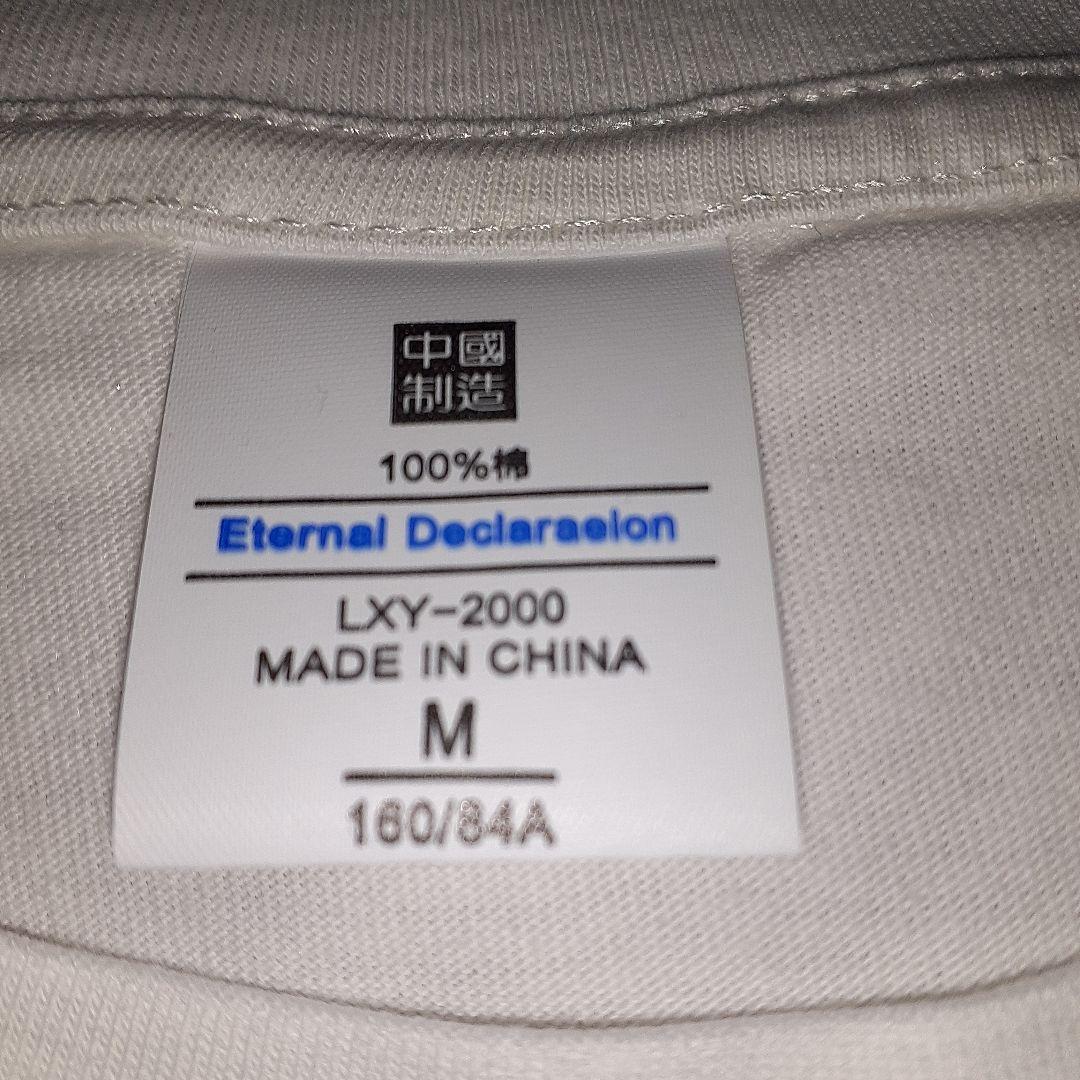 中國
制造
100%棉
Eternal Declaraeion
LXY-2000
MADE IN CHINA
M
160/84A